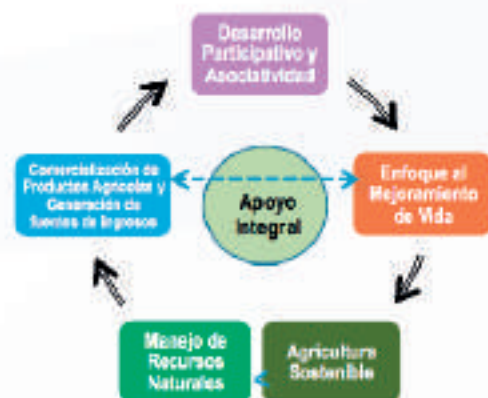 Desarrollo
Participativo y
Asociatividad
Comercialización de
Productos Agrícolas y
Generación de
fuentes de Ingresos
Enfoque al
Mejoramiento
de Vida
Apoyo
Integral
Manejo de
Recursos
Naturales
Agricultura
Sostenible